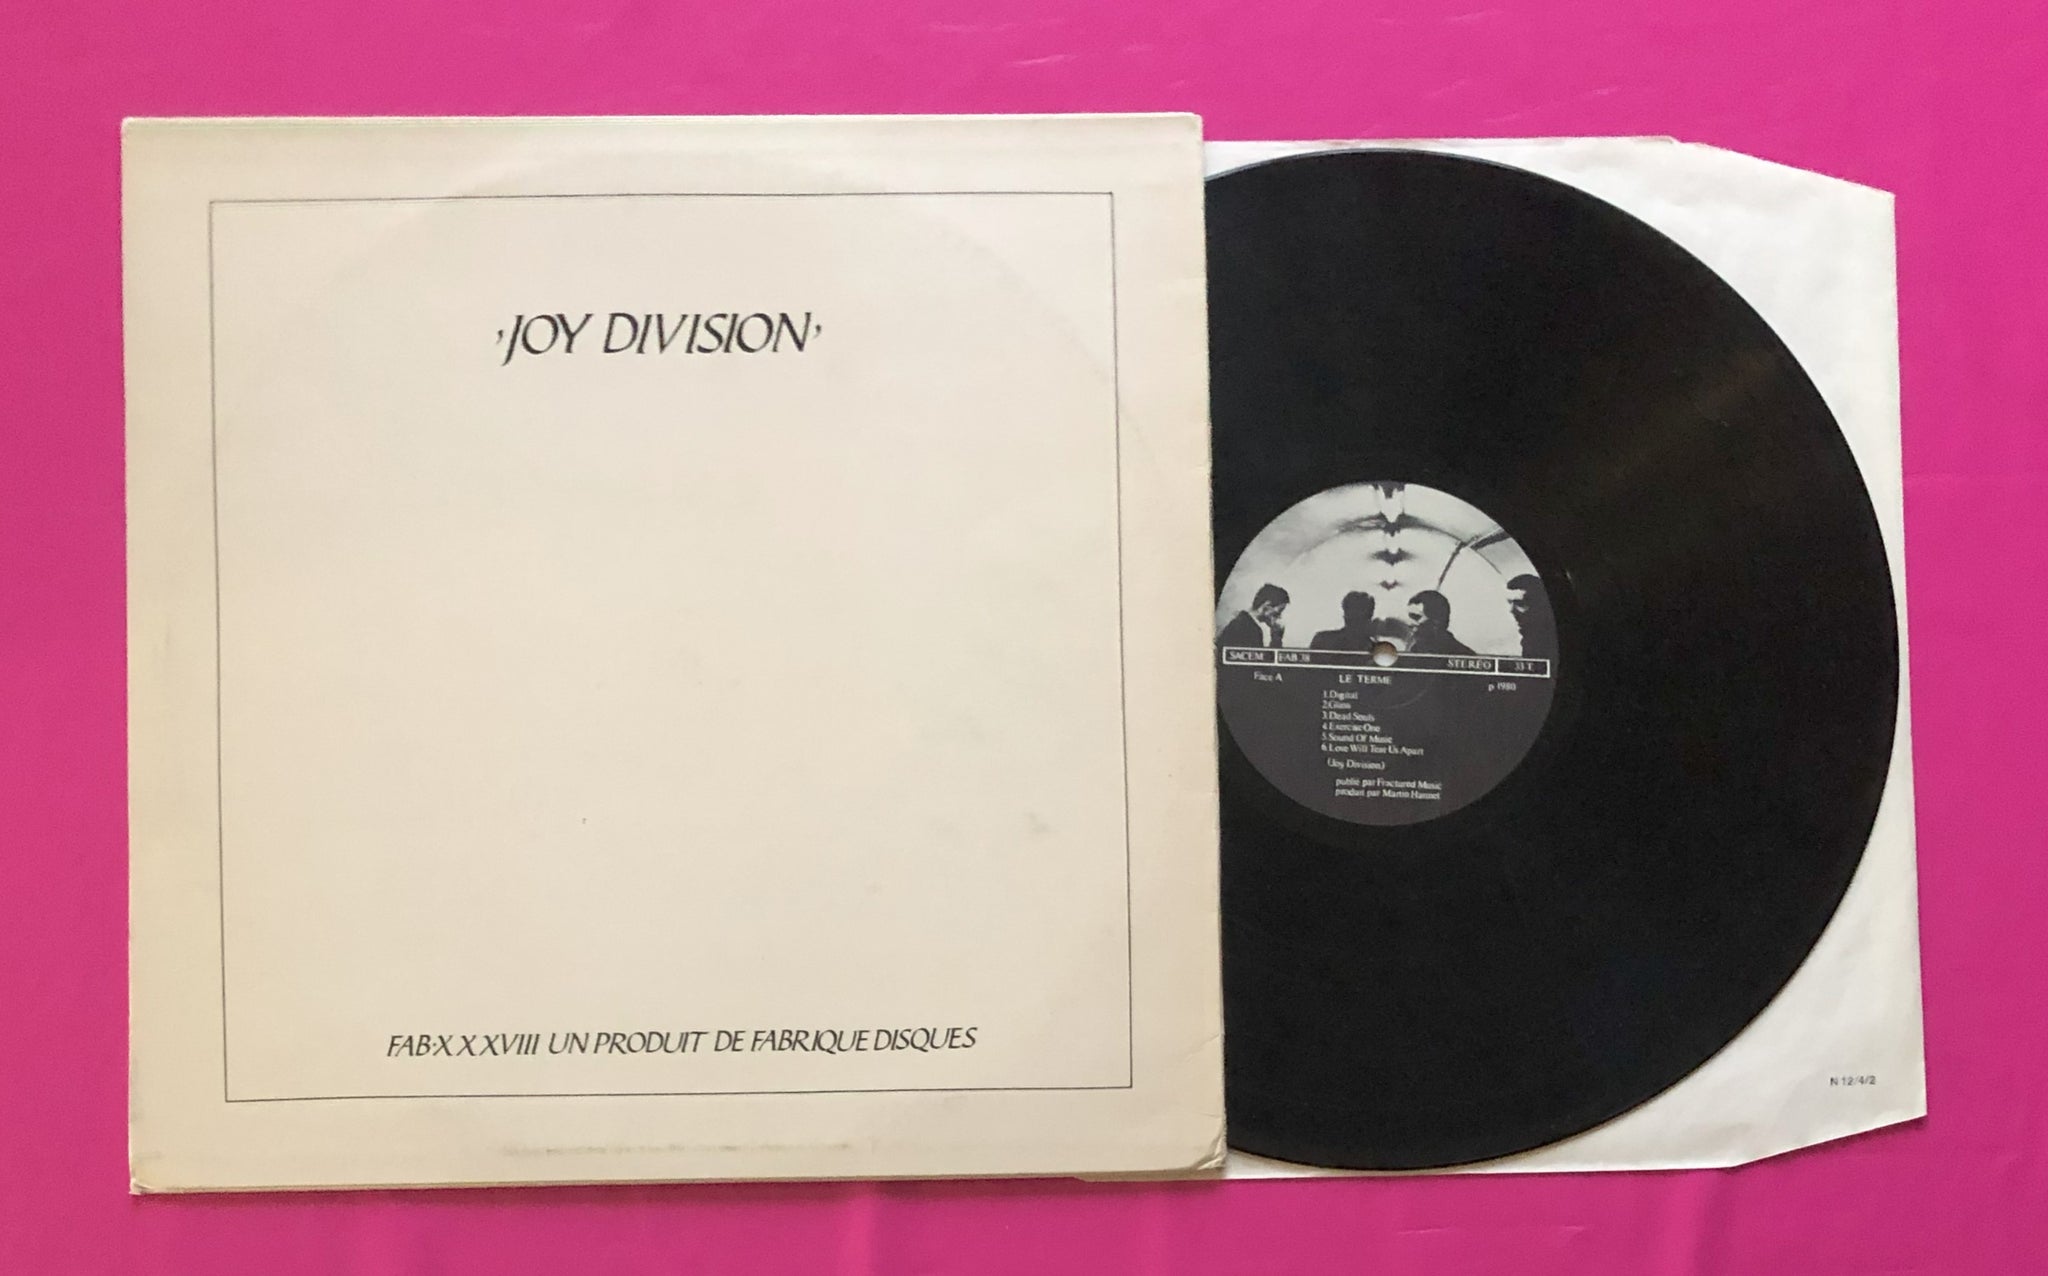 'JOY DIVISION'
FAB·XXXVIII UN PRODUIT DE FABRIQUE DISQUES
SACEM FAB 38 STEREO 33 T
Face A LE TERME p 1980
1.Digital
2.Glass
3.Dead Souls
4.Exercise One
5.Sound Of Music
6.Love Will Tear Us Apart
(Joy Division)
publié par Fractured Music
produit par Martin Hannet
N 12/4/2